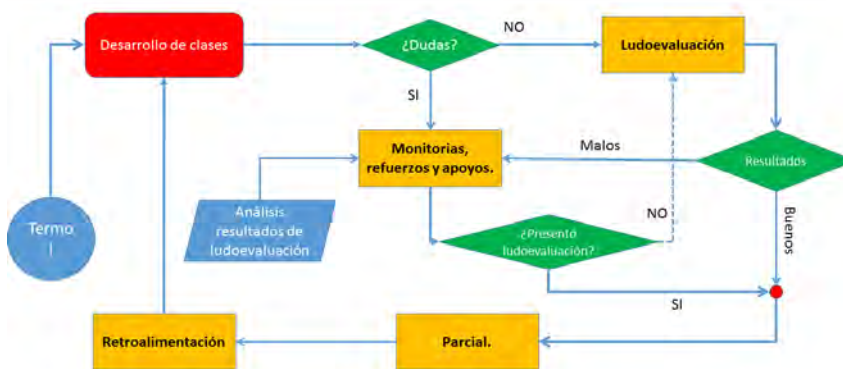 Desarrollo de clases
¿Dudas?
NO
Ludoevaluación
SI
Monitorias,
refuerzos y apoyos.
Malos
Resultados
Análisis
resultados de
ludoevaluación
Termo
I
¿Presentó
ludoevaluación?
NO
Buenos
SI
Retroalimentación
Parcial.